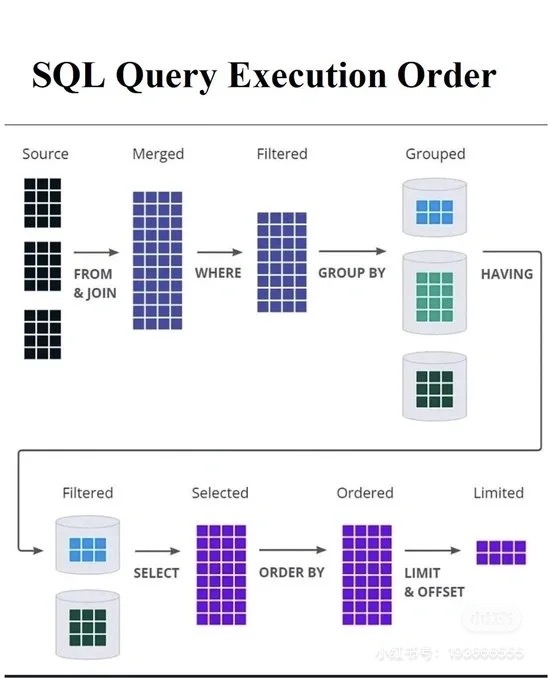 SQL Query Execution Order
Source
Merged
Filtered
Grouped
FROM
& JOIN
WHERE
GROUP BY
HAVING
Filtered
Selected
Ordered
Limited
SELECT
ORDER BY
LIMIT
& OFFSET
小红书号: